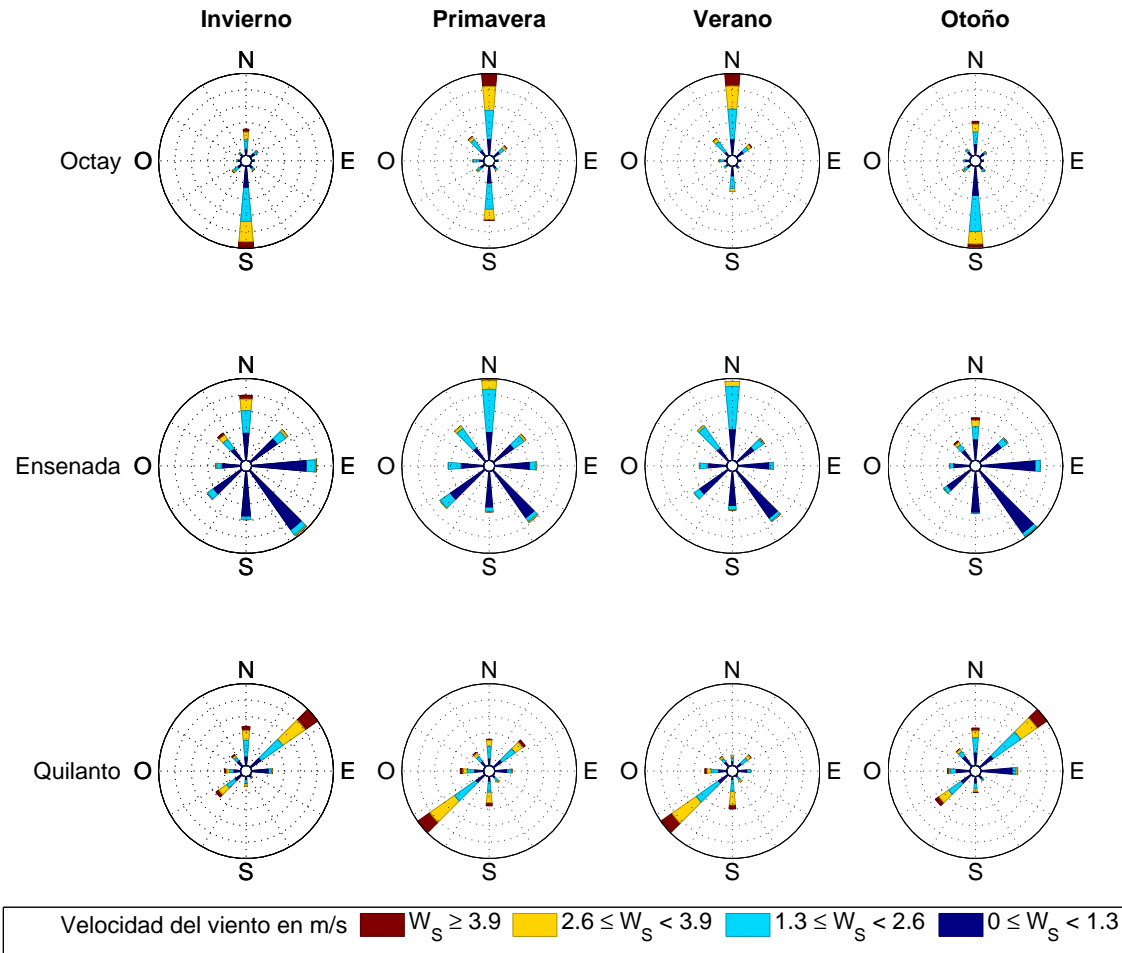 Invierno Primavera Verano Otoño
N N N N
Octay O E O E O E O E
S S S S
N N N N
Ensenada O E O E O E O E
S S S S
N N N N
Quilanto O E O E O E O E
S S S S
Velocidad del viento en m/s W_S ≥ 3.9 2.6 ≤ W_S < 3.9 1.3 ≤ W_S < 2.6 0 ≤ W_S < 1.3